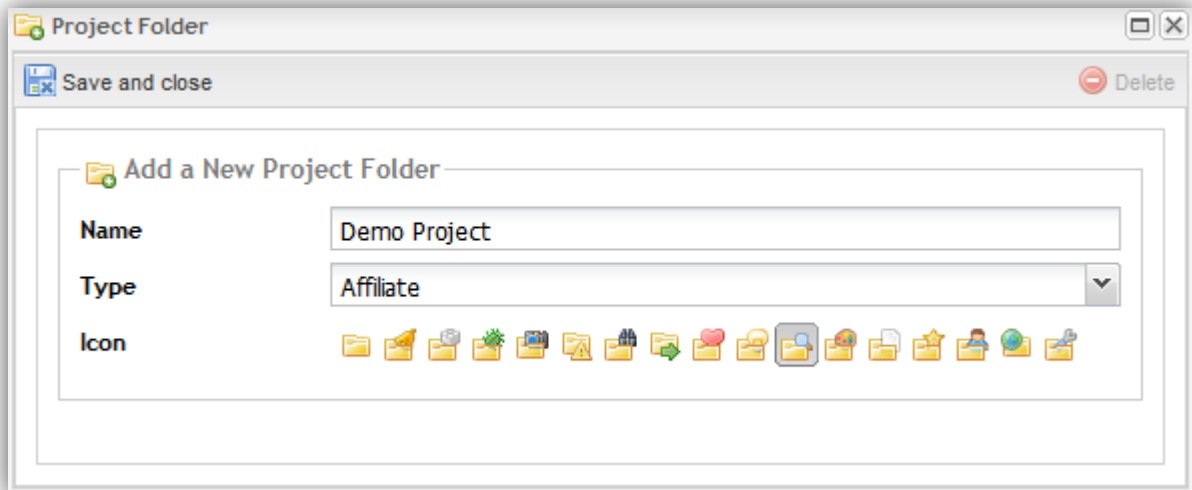 Project Folder
Save and close
Delete
Add a New Project Folder
Name
Demo Project
Type
Affiliate
Icon